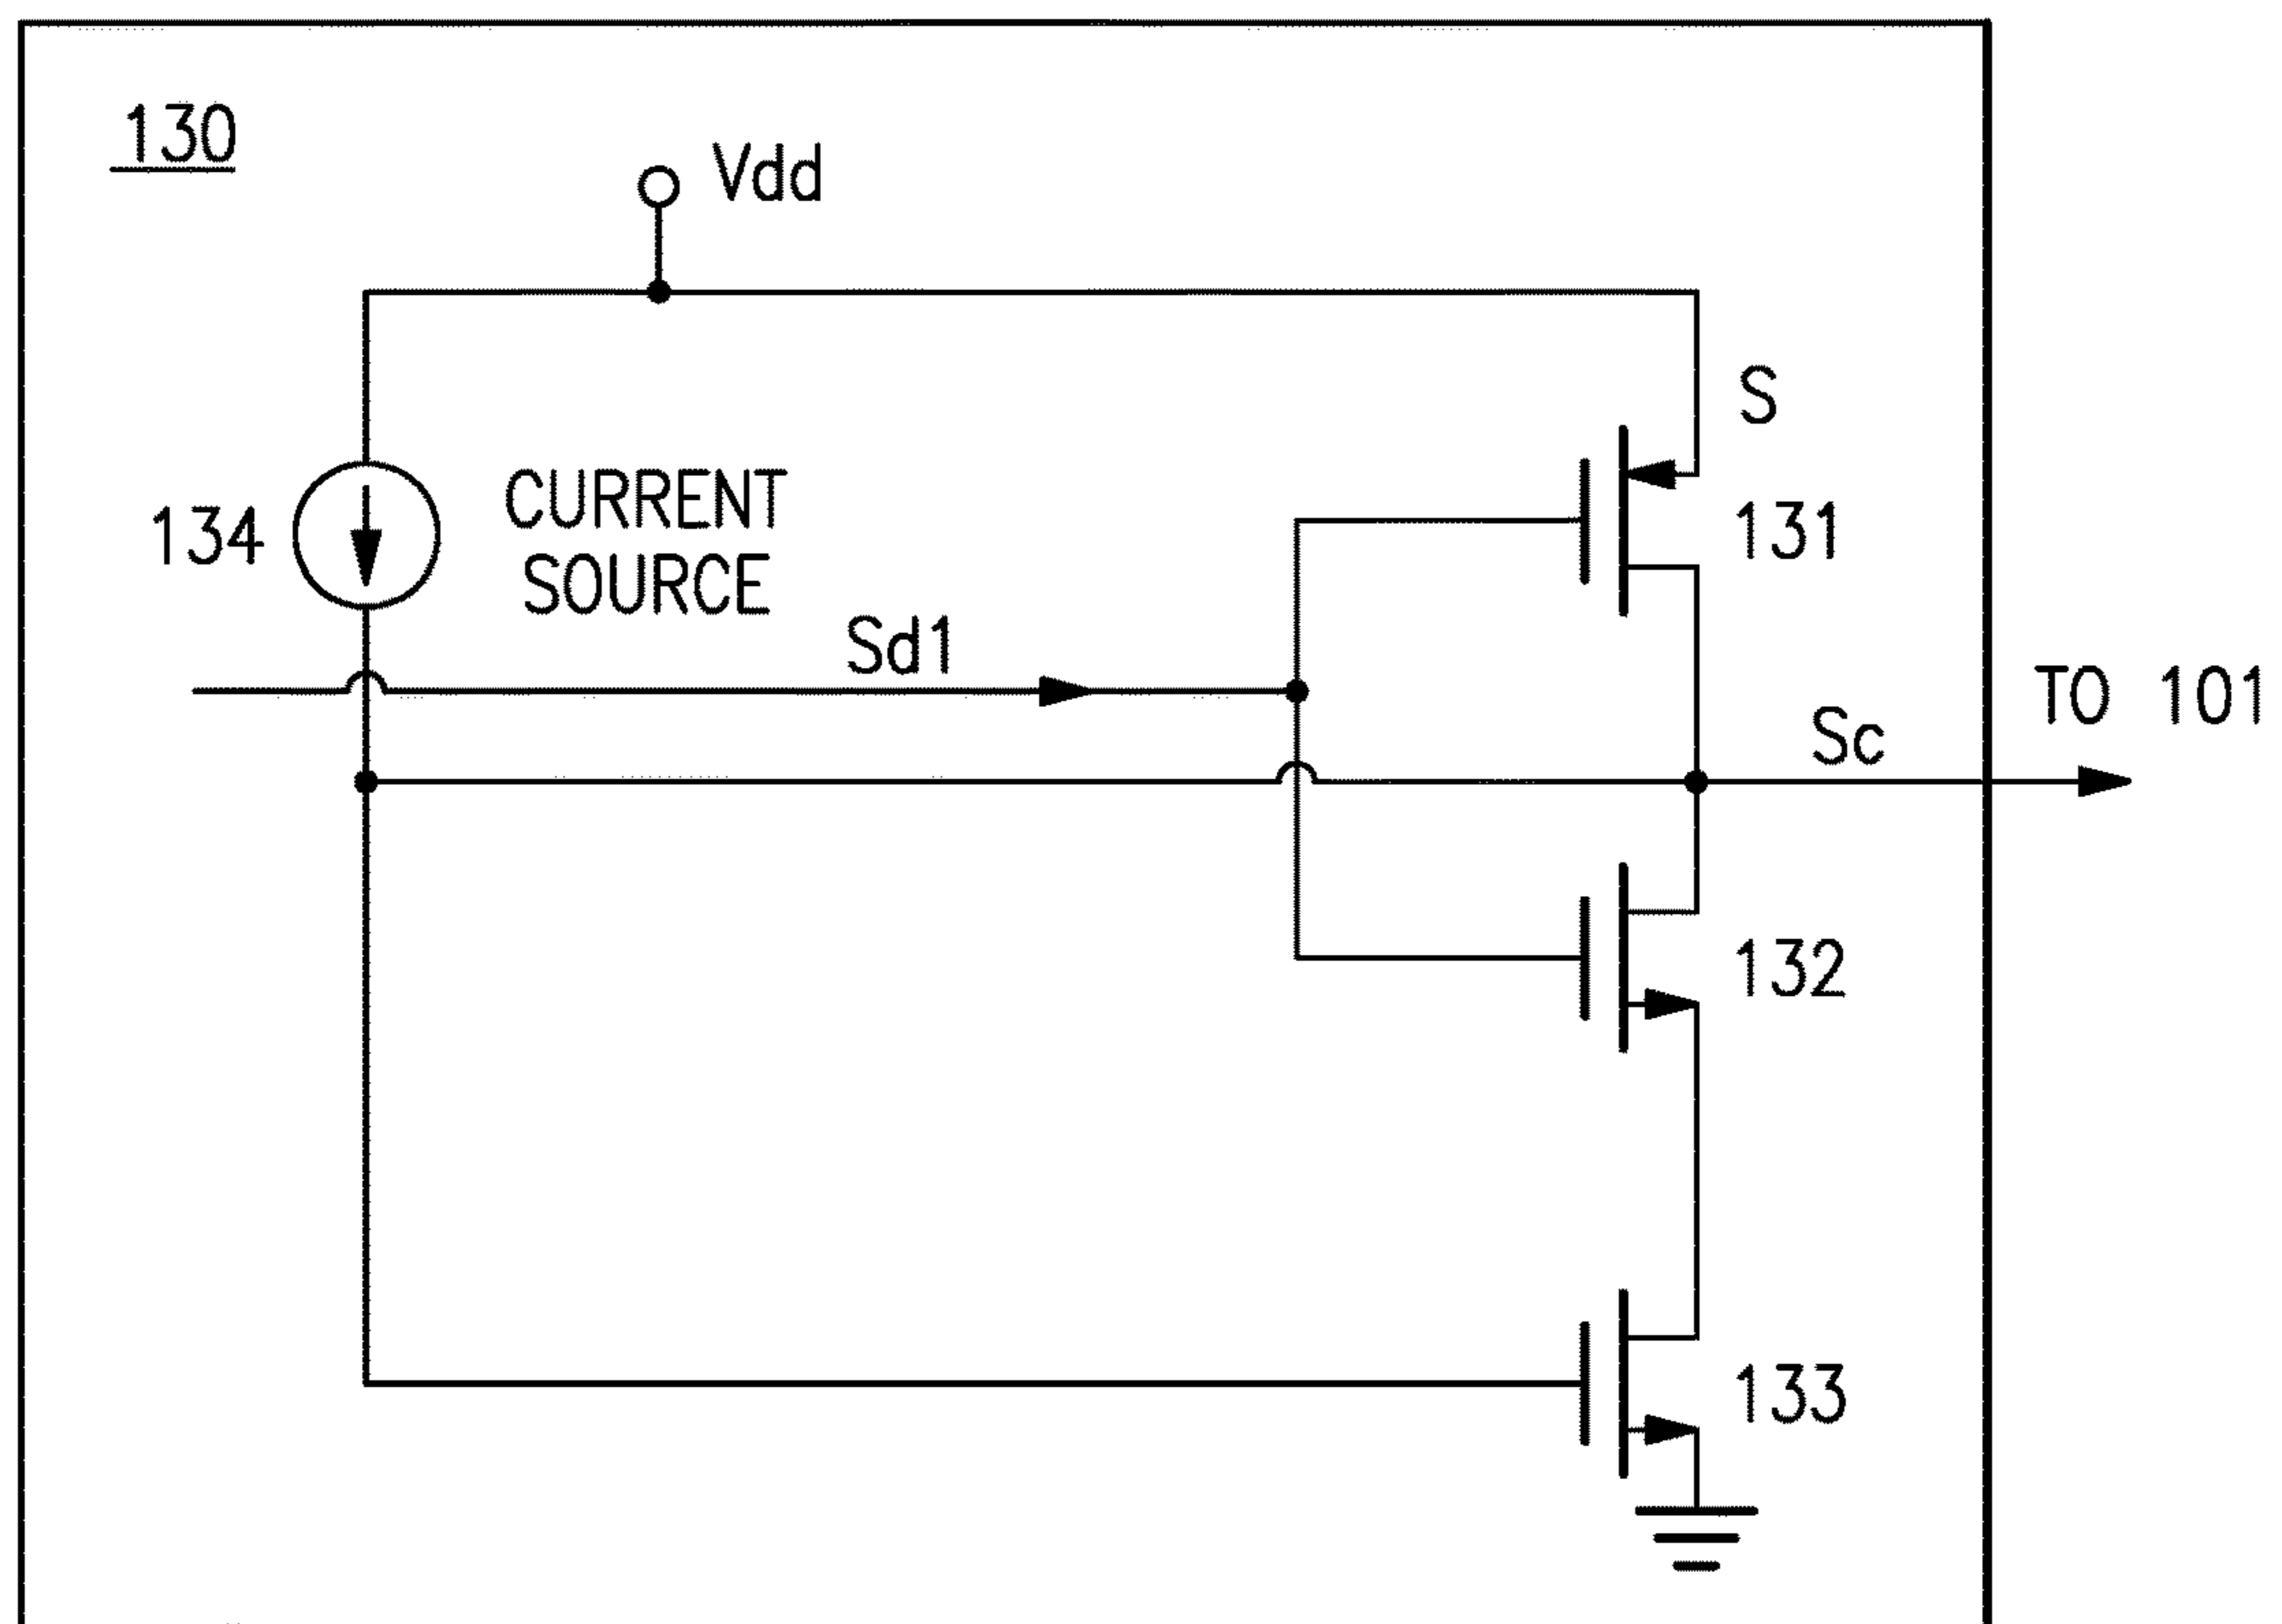 130
Vdd
S
CURRENT
SOURCE
134
131
Sd1
TO 101
Sc
132
133